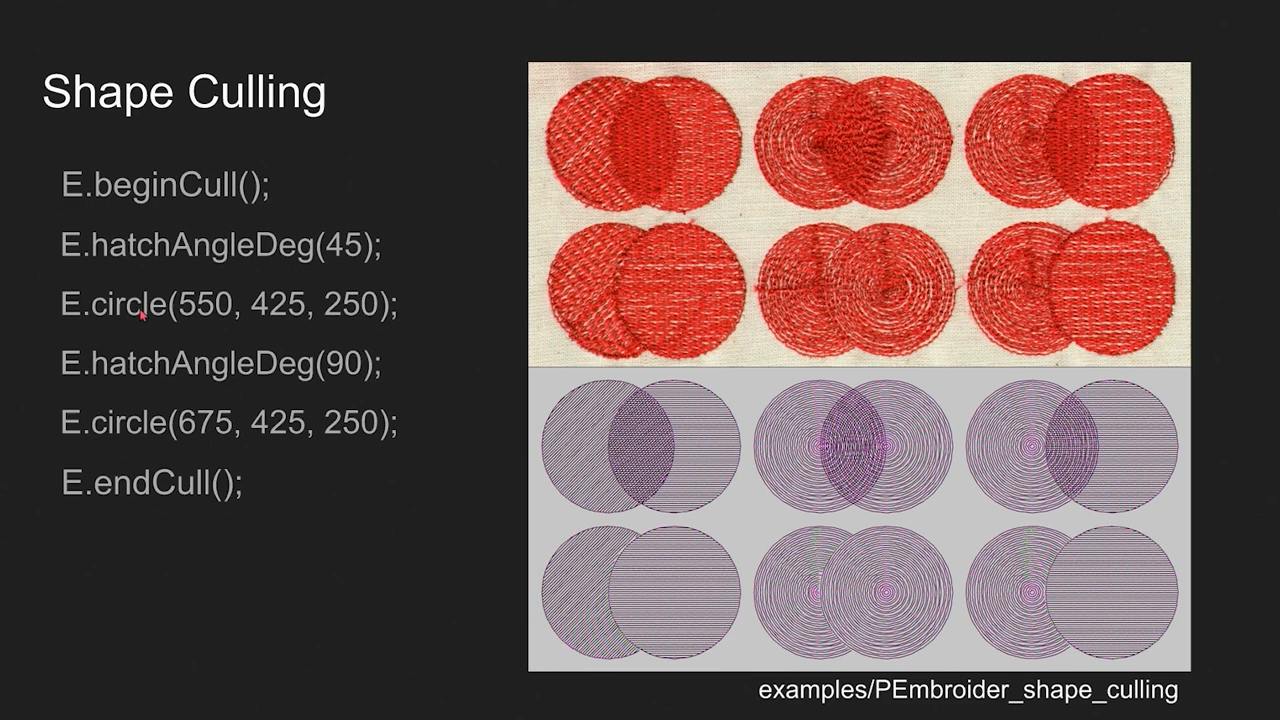 Shape Culling
E.beginCull();
E.hatchAngleDeg(45);
E.circle(550, 425, 250);
E.hatchAngleDeg(90);
E.circle(675, 425, 250);
E.endCull();
examples/PEmbroider_shape_culling